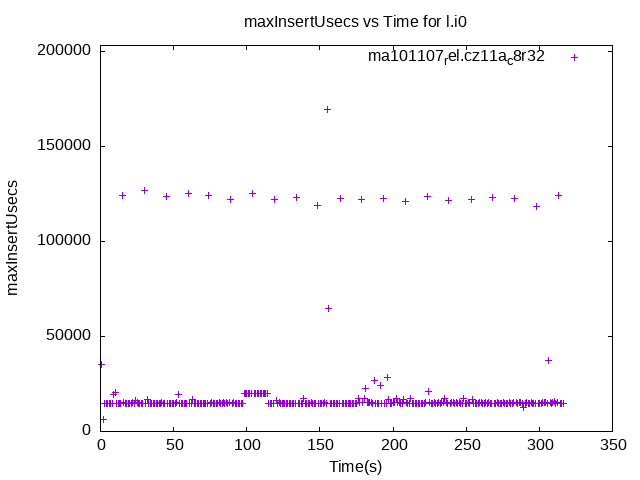 maxInsertUsecs vs Time for l.i0
ma101107rel.cz11ac8r32
200000
150000
100000
50000
0
maxInsertUsecs
0 50 100 150 200 250 300 350
Time(s)